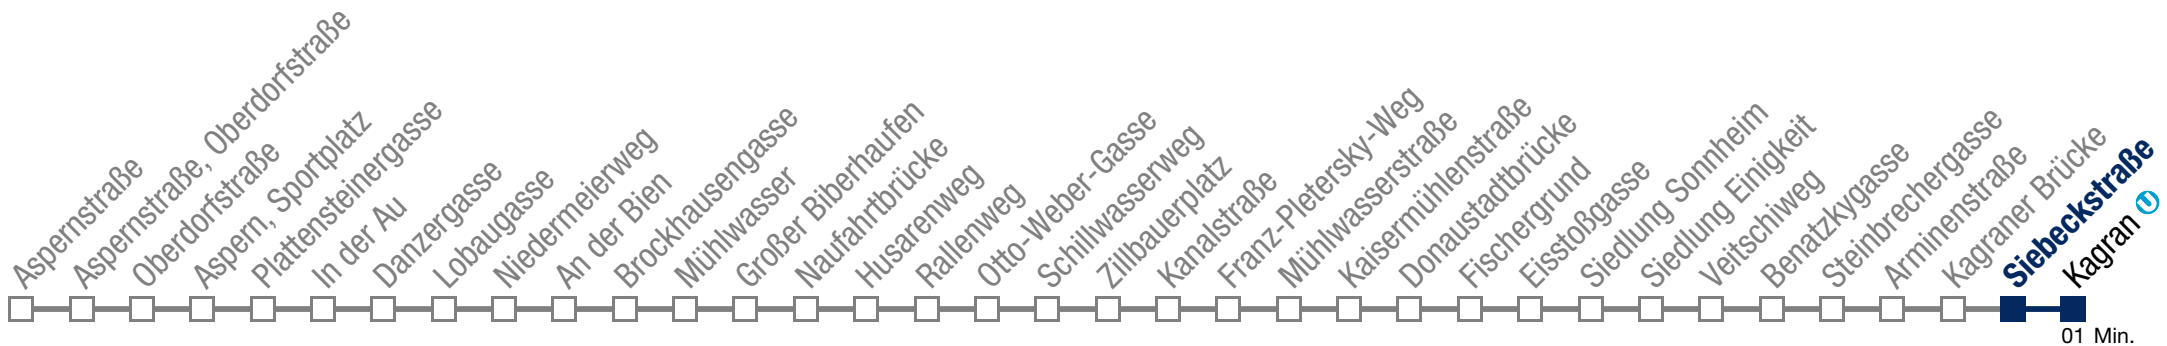 Aspernstraße
Aspernstraße, Oberdorfstraße
Oberdorfstraße
Aspern, Sportplatz
Plattensteinergasse
In der Au
Danzergasse
Lobaugasse
Niedermeierweg
An der Bien
Brockhausengasse
Mühlwasser
Großer Biberhaufen
Naufahrtbrücke
Husarenweg
Rallenweg
Otto-Weber-Gasse
Schillwasserweg
Zillbauerplatz
Kanalstraße
Franz-Pletersky-Weg
Mühlwasserstraße
Kaisermühlenstraße
Donaustadtbrücke
Fischergrund
Eisstoßgasse
Siedlung Sonnheim
Siedlung Einigkeit
Veitschiweg
Benatzkygasse
Steinbrechergasse
Arminenstraße
Kagraner Brücke
Siebeckstraße
Kagran U
01 Min.